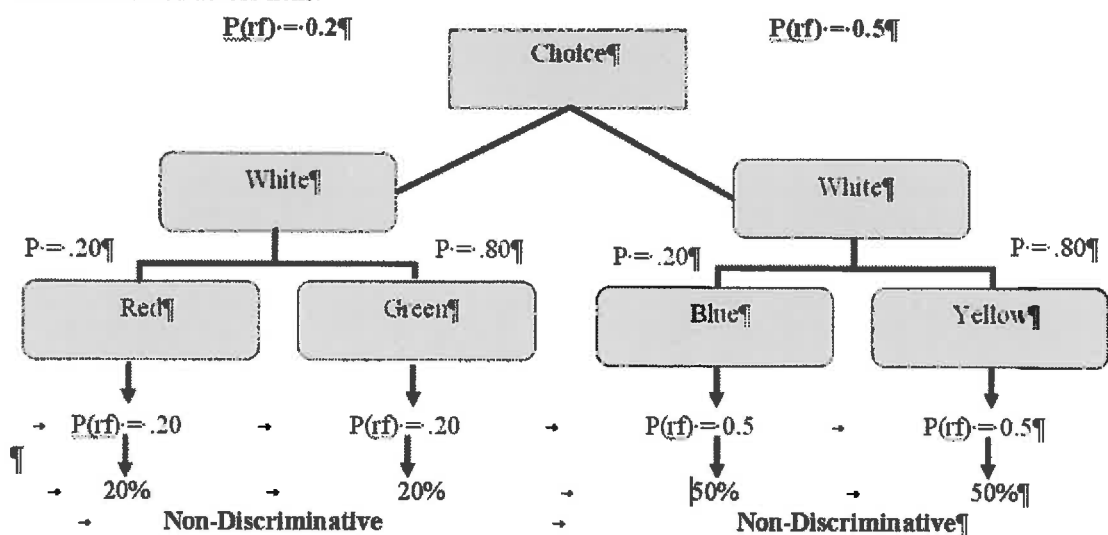 P(rf)·=·0.2¶ P(rf)·=·0.5¶
Choice¶
White¶ White¶
P·=·.20¶ P·=·.80¶ P·=·.20¶ P·=·.80¶
Red¶ Green¶ Blue¶ Yellow¶
→ P(rf)·=·.20 → P(rf)·=·.20 → P(rf)·=·0.5 → P(rf)·=·0.5¶
¶
→ 20% → 20% → 50% → 50%¶
→ Non-Discriminative → Non-Discriminative¶